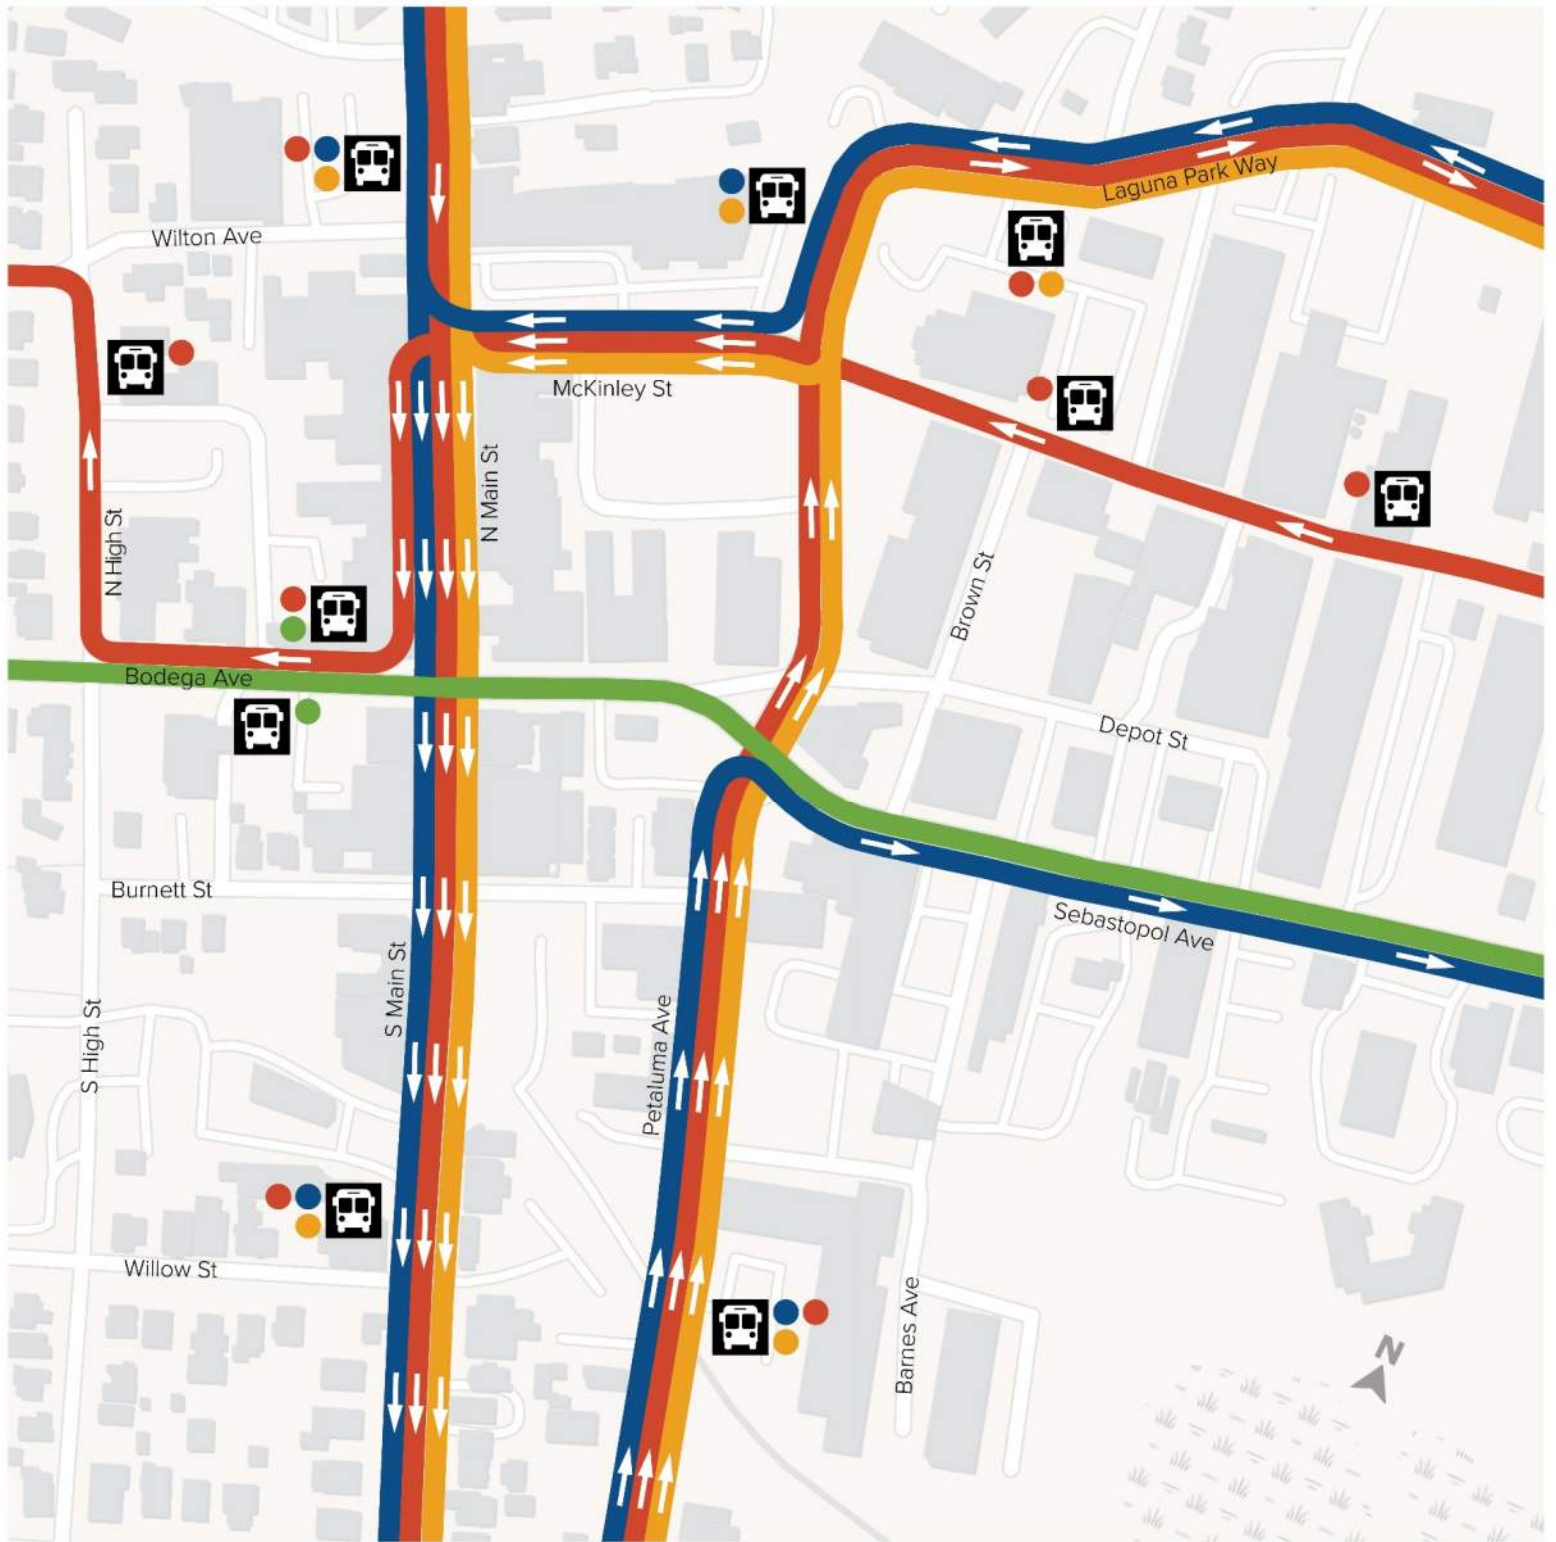 Laguna Park Way
Wilton Ave
McKinley St
N Main St
N High St
Brown St
Bodega Ave
Depot St
Burnett St
Sebastopol Ave
S Main St
S High St
Petaluma Ave
Willow St
Barnes Ave
N